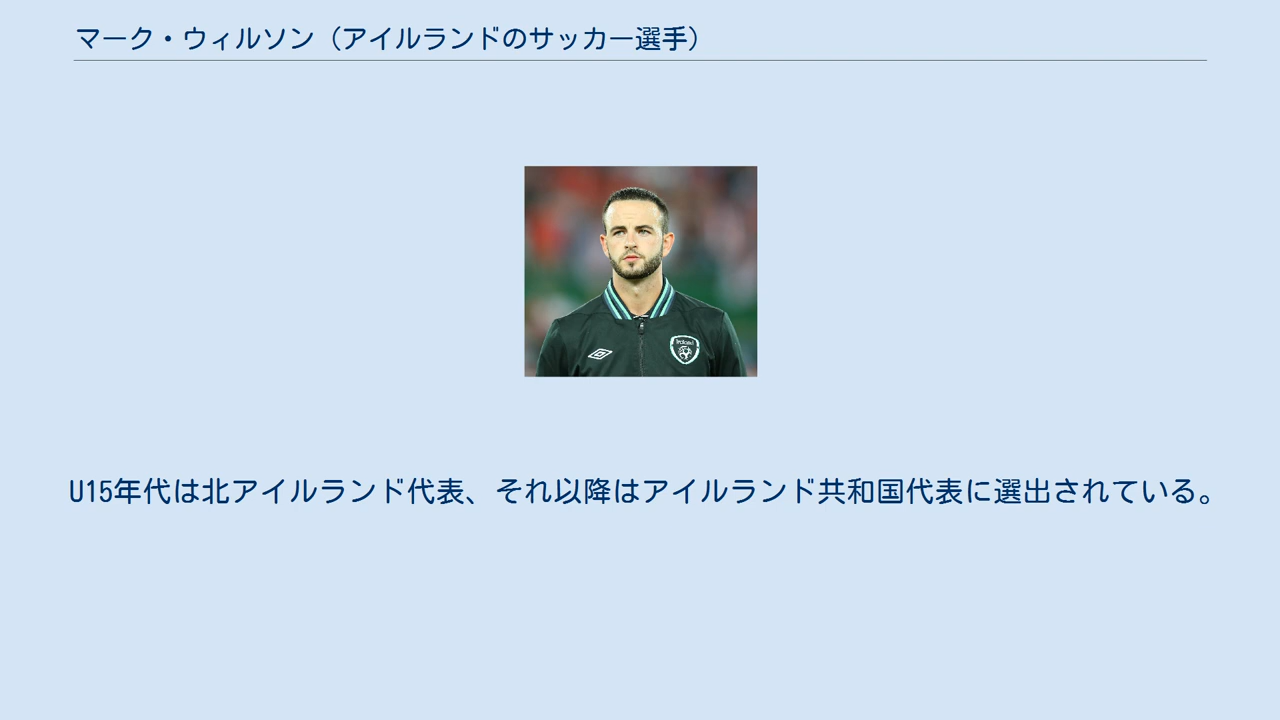 マーク・ウィルソン（アイルランドのサッカー選手）
Ireland
U15年代は北アイルランド代表、それ以降はアイルランド共和国代表に選出されている。